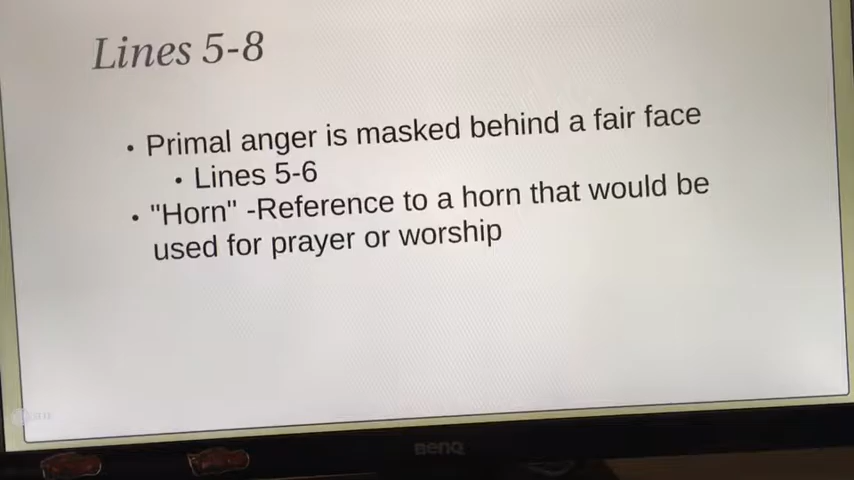 Lines 5-8
• Primal anger is masked behind a fair face
• Lines 5-6
• "Horn" -Reference to a horn that would be
used for prayer or worship
BenQ